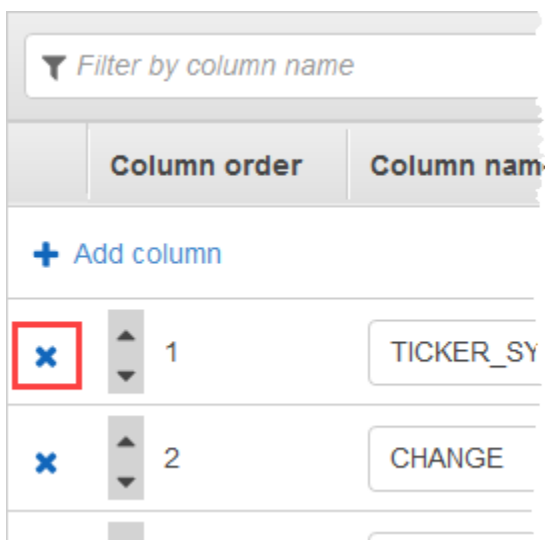 Filter by column name
Column order Column nam
+ Add column
1 TICKER_SY
2 CHANGE